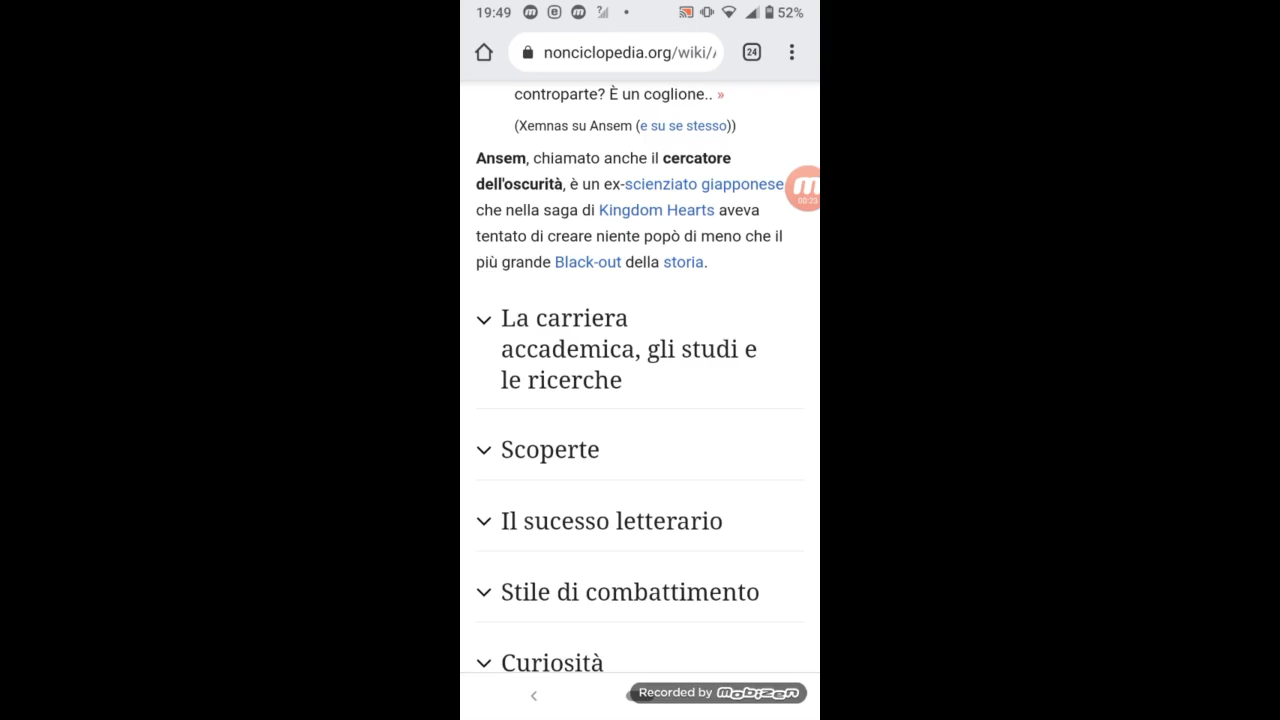 19:49 52%
nonciclopedia.org/wiki/ 24
controparte? È un coglione.. »
(Xemnas su Ansem (e su se stesso))
Ansem, chiamato anche il cercatore
dell'oscurità, è un ex-scienziato giapponese
che nella saga di Kingdom Hearts aveva
tentato di creare niente popò di meno che il
più grande Black-out della storia.
00:23
La carriera
accademica, gli studi e
le ricerche
Scoperte
Il sucesso letterario
Stile di combattimento
Curiosità
Recorded by mobizen